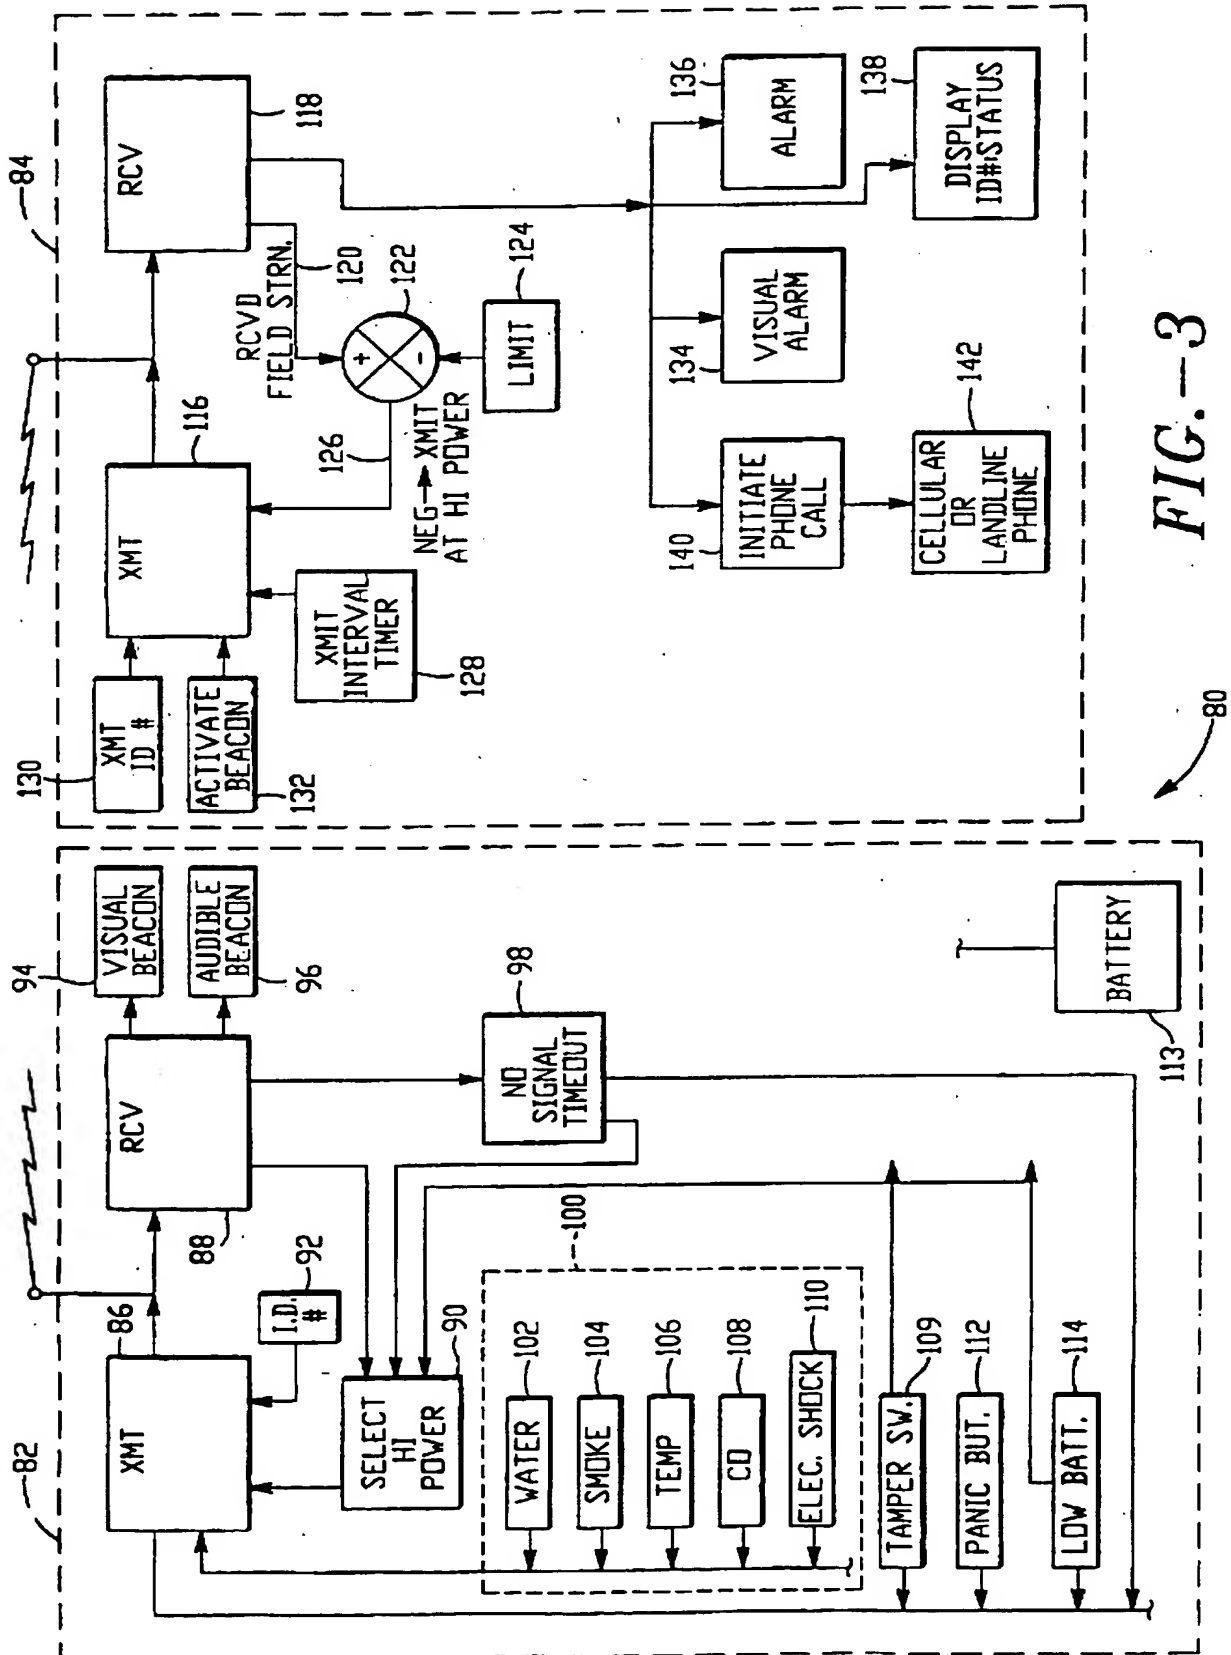 82
86
XMT
RCV
88
94
VISUAL
BEACON
AUDIBLE
BEACON
96
I.D.
#
92
SELECT
HI
POWER
90
NO
SIGNAL
TIMEOUT
98
100
WATER
102
SMOKE
104
TEMP
106
CO
108
ELEC. SHOCK
110
TAMPER SW.
109
PANIC BUT.
112
LOW BATT.
114
BATTERY
113
84
130
XMT
ID #
ACTIVATE
BEACON
132
XMT
116
RCV
118
XMIT
INTERVAL
TIMER
128
126
NEG→XMIT
AT HI POWER
RCVD
FIELD STRN.
120
+
-
122
LIMIT
124
140
INITIATE
PHONE
CALL
134
VISUAL
ALARM
136
ALARM
138
DISPLAY
ID#:STATUS
CELLULAR
OR
LANDLINE
PHONE
142
80
FIG.-3